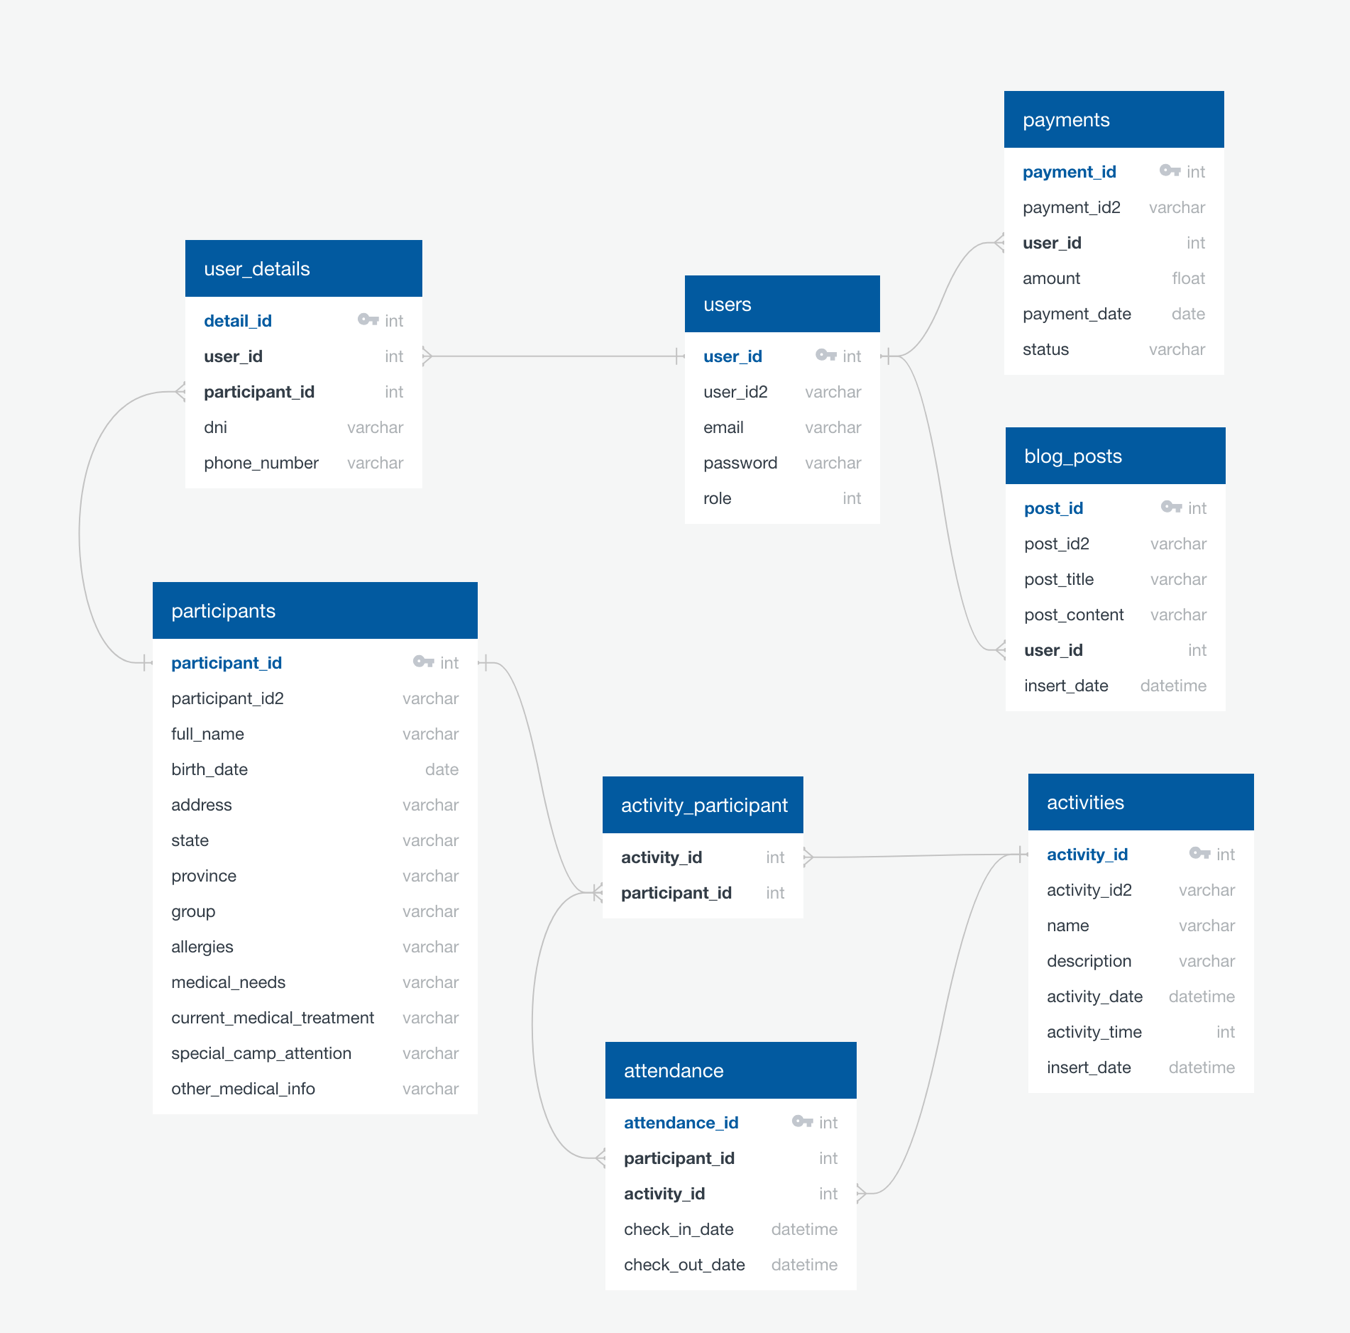 payments
payment_id int
payment_id2 varchar
user_id int
amount float
payment_date date
status varchar
user_details
detail_id int
user_id int
participant_id int
dni varchar
phone_number varchar
users
user_id int
user_id2 varchar
email varchar
password varchar
role int
blog_posts
post_id int
post_id2 varchar
post_title varchar
post_content varchar
user_id int
insert_date datetime
participants
participant_id int
participant_id2 varchar
full_name varchar
birth_date date
address varchar
state varchar
province varchar
group varchar
allergies varchar
medical_needs varchar
current_medical_treatment varchar
special_camp_attention varchar
other_medical_info varchar
activity_participant
activity_id int
participant_id int
activities
activity_id int
activity_id2 varchar
name varchar
description varchar
activity_date datetime
activity_time int
insert_date datetime
attendance
attendance_id int
participant_id int
activity_id int
check_in_date datetime
check_out_date datetime